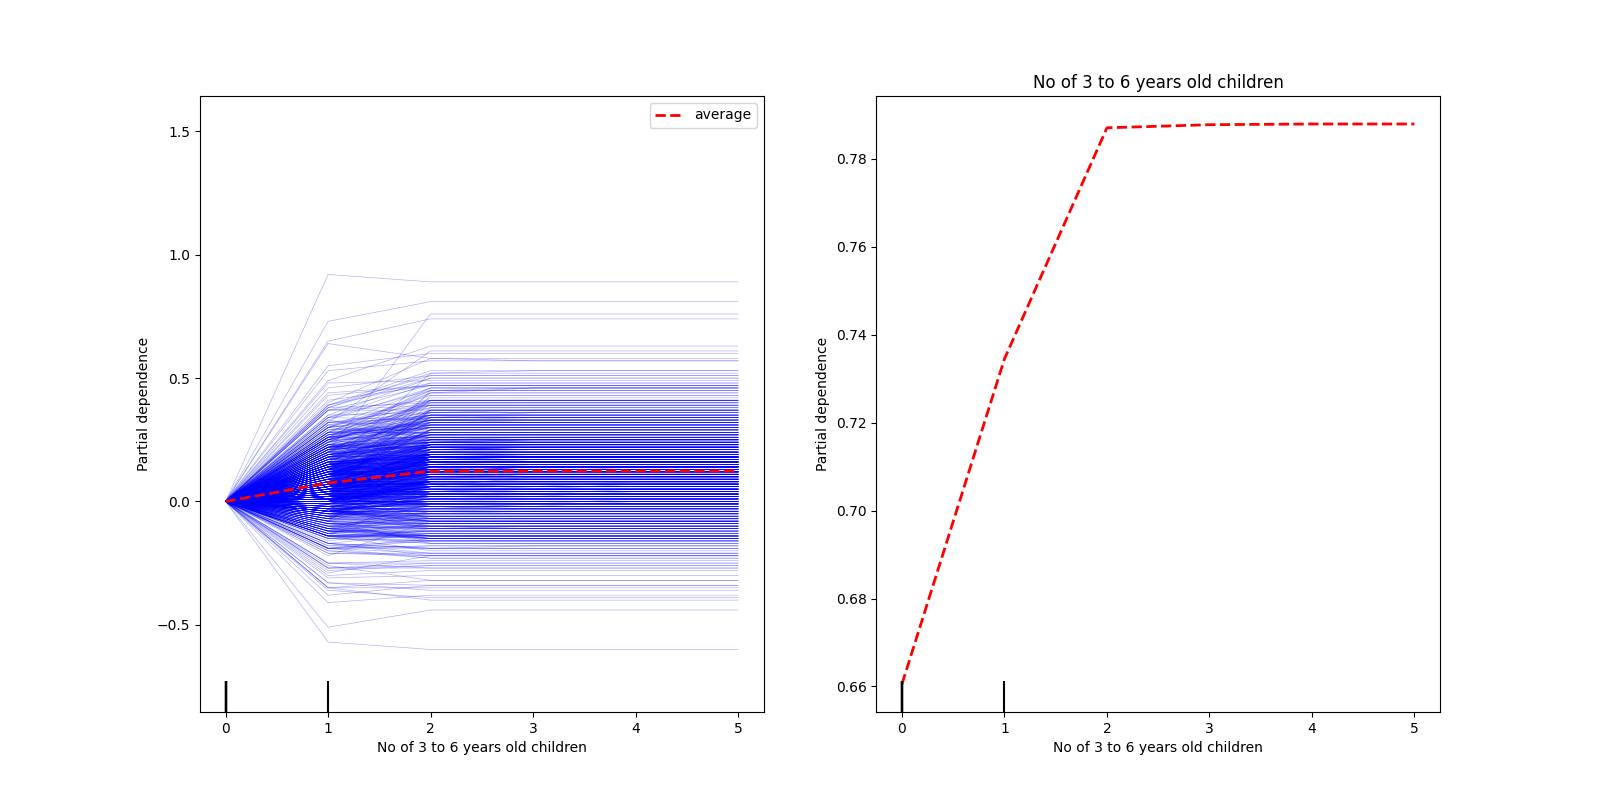 No of 3 to 6 years old children
average
1.5
1.0
0.5
0.0
−0.5
Partial dependence
0 1 2 3 4 5
No of 3 to 6 years old children
0.78
0.76
0.74
0.72
0.70
0.68
0.66
Partial dependence
0 1 2 3 4 5
No of 3 to 6 years old children